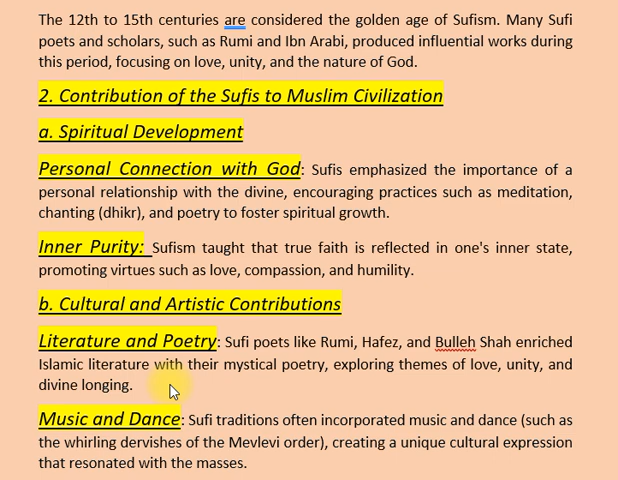 The 12th to 15th centuries are considered the golden age of Sufism. Many Sufi
poets and scholars, such as Rumi and Ibn Arabi, produced influential works during
this period, focusing on love, unity, and the nature of God.
2. Contribution of the Sufis to Muslim Civilization
a. Spiritual Development
Personal Connection with God: Sufis emphasized the importance of a
personal relationship with the divine, encouraging practices such as meditation,
chanting (dhikr), and poetry to foster spiritual growth.
Inner Purity: Sufism taught that true faith is reflected in one's inner state,
promoting virtues such as love, compassion, and humility.
b. Cultural and Artistic Contributions
Literature and Poetry: Sufi poets like Rumi, Hafez, and Bulleh Shah enriched
Islamic literature with their mystical poetry, exploring themes of love, unity, and
divine longing.
Music and Dance: Sufi traditions often incorporated music and dance (such as
the whirling dervishes of the Mevlevi order), creating a unique cultural expression
that resonated with the masses.